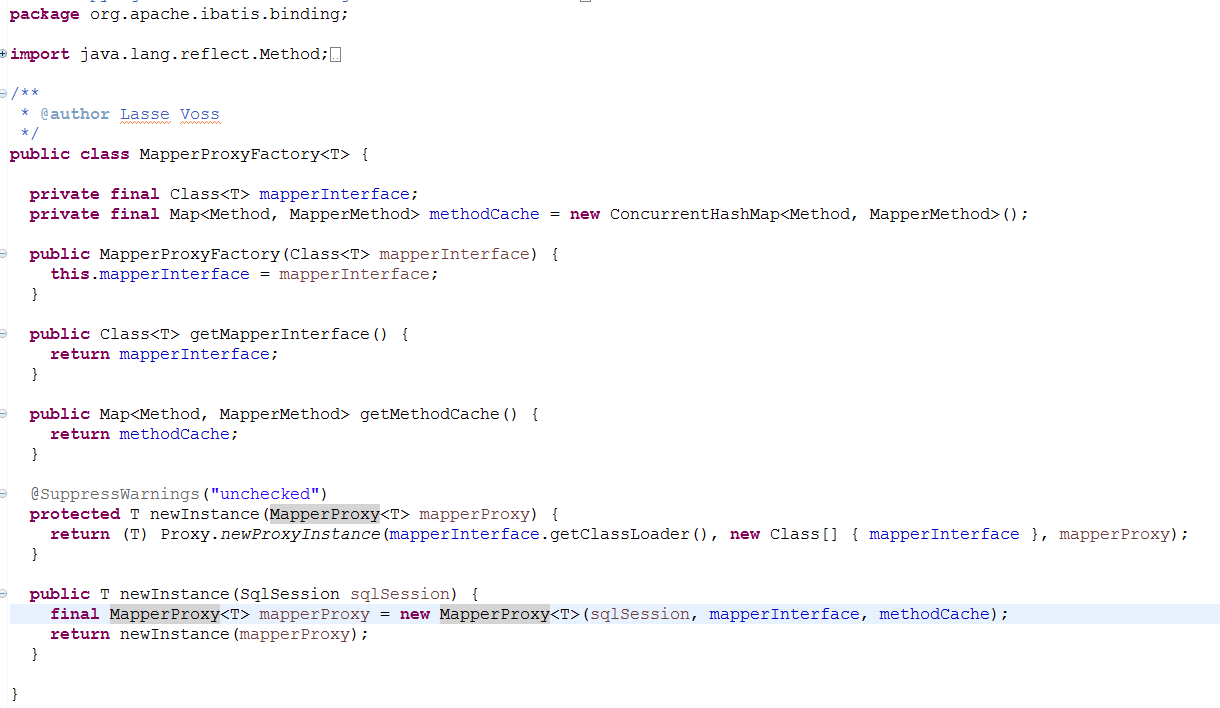 package org.apache.ibatis.binding;
import java.lang.reflect.Method;
/**
 * @author Lasse Voss
 */
public class MapperProxyFactory<T> {
  private final Class<T> mapperInterface;
  private final Map<Method, MapperMethod> methodCache = new ConcurrentHashMap<Method, MapperMethod>();
  public MapperProxyFactory(Class<T> mapperInterface) {
    this.mapperInterface = mapperInterface;
  }
  public Class<T> getMapperInterface() {
    return mapperInterface;
  }
  public Map<Method, MapperMethod> getMethodCache() {
    return methodCache;
  }
  @SuppressWarnings("unchecked")
  protected T newInstance(MapperProxy<T> mapperProxy) {
    return (T) Proxy.newProxyInstance(mapperInterface.getClassLoader(), new Class[] { mapperInterface }, mapperProxy);
  }
  public T newInstance(SqlSession sqlSession) {
    final MapperProxy<T> mapperProxy = new MapperProxy<T>(sqlSession, mapperInterface, methodCache);
    return newInstance(mapperProxy);
  }
}